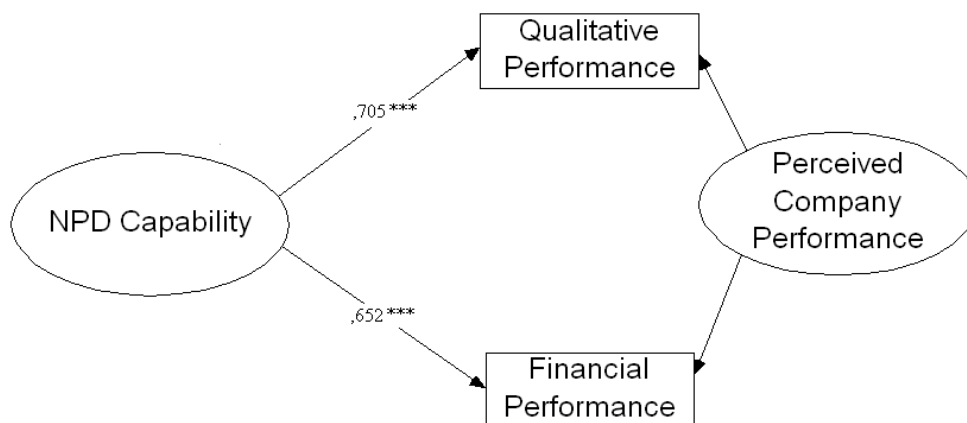 Qualitative
Performance
,705***
NPD Capability
Perceived
Company
Performance
,652***
Financial
Performance